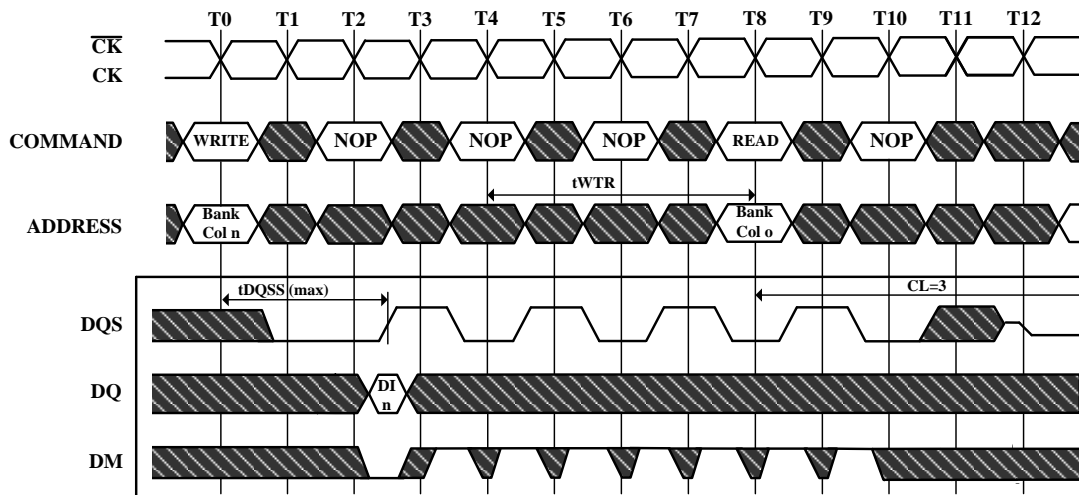 T0 T1 T2 T3 T4 T5 T6 T7 T8 T9 T10 T11 T12
CK
CK
COMMAND WRITE NOP NOP NOP READ NOP
tWTR
ADDRESS Bank Col n Bank Col o
tDQSS (max) CL=3
DQS
DQ DI n
DM